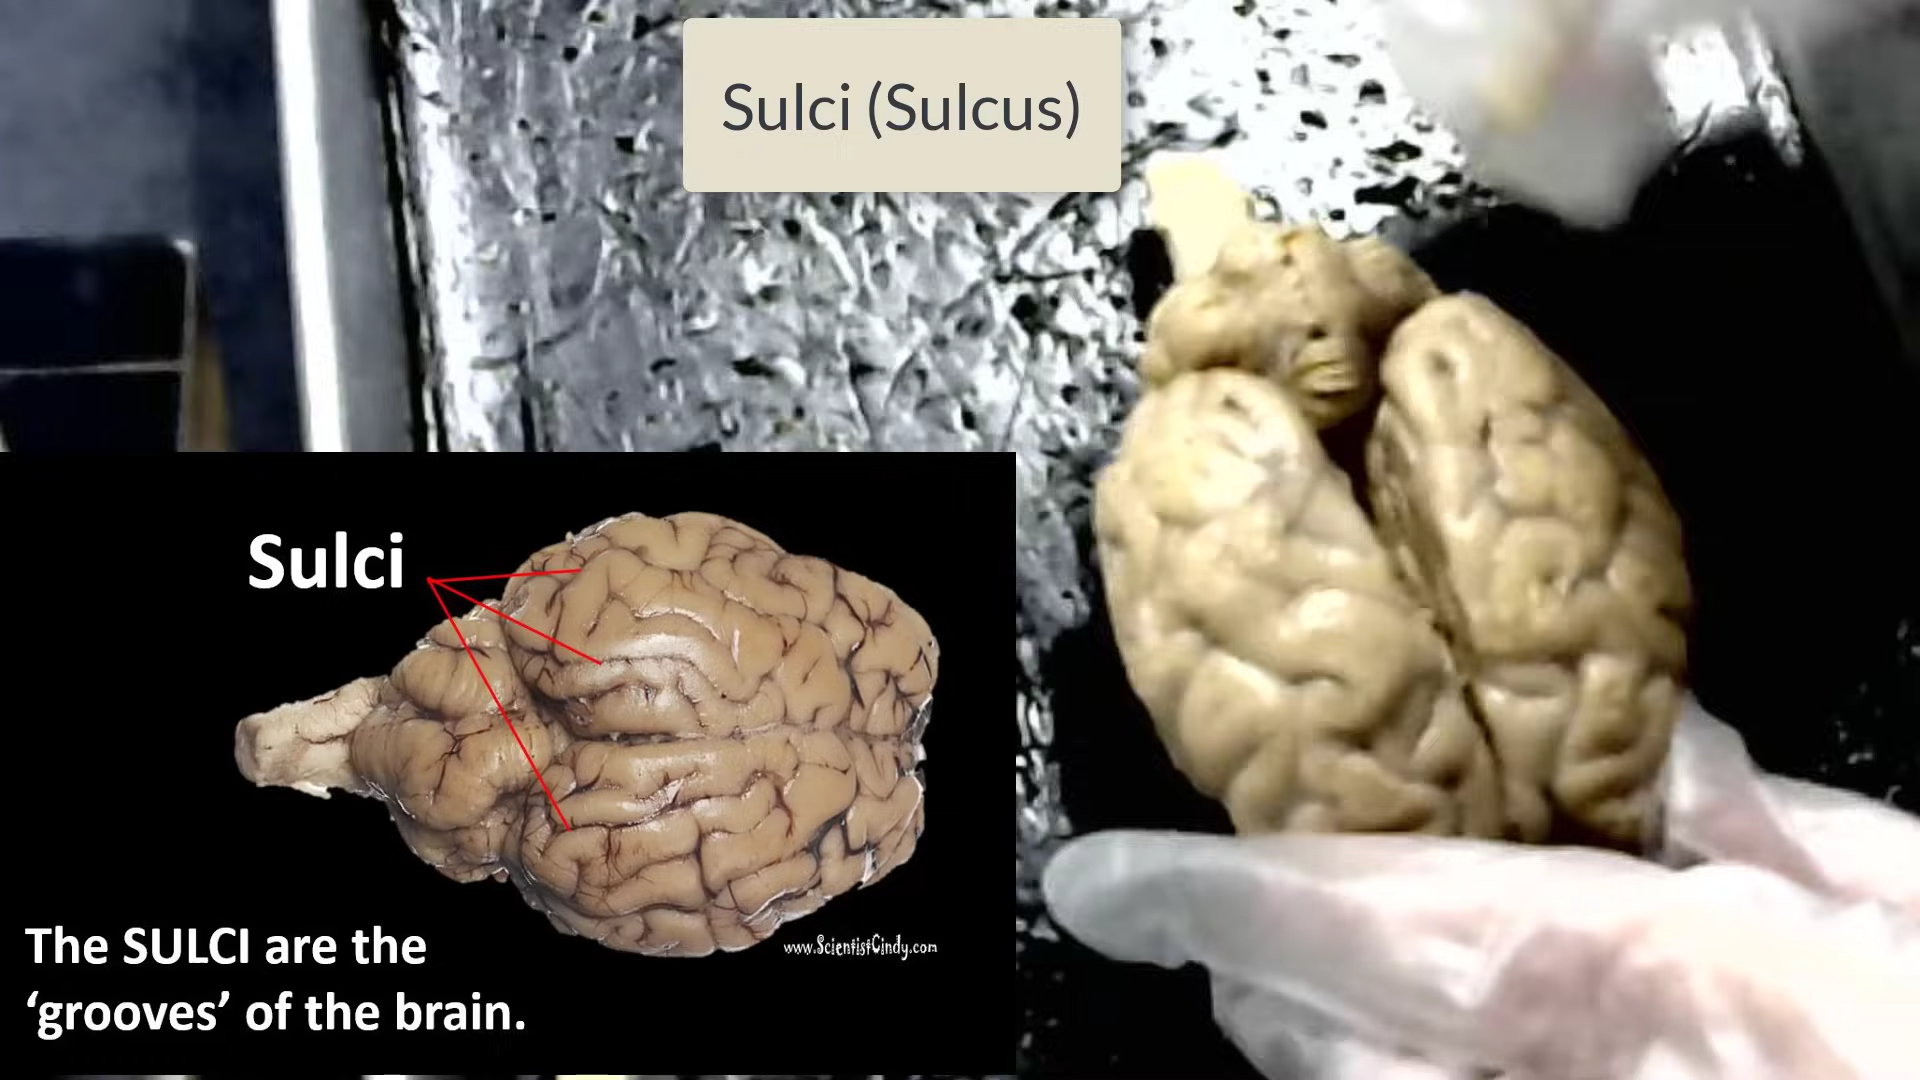 Sulci (Sulcus)
Sulci
www.ScientistCindy.com
The SULCI are the
‘grooves’ of the brain.